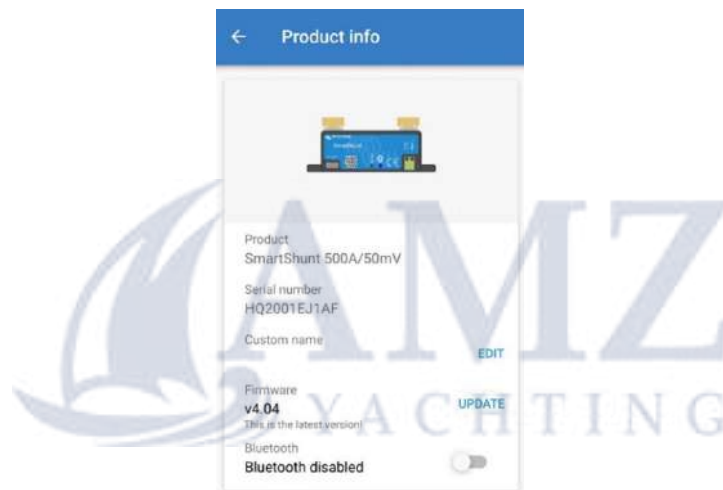 Product info
Product
SmartShunt 500A/50mV
Serial number
HQ2001EJ1AF
Custom name
EDIT
Firmware
v4.04
UPDATE
This is the latest version!
Bluetooth
Bluetooth disabled
AMZ
YACHTING